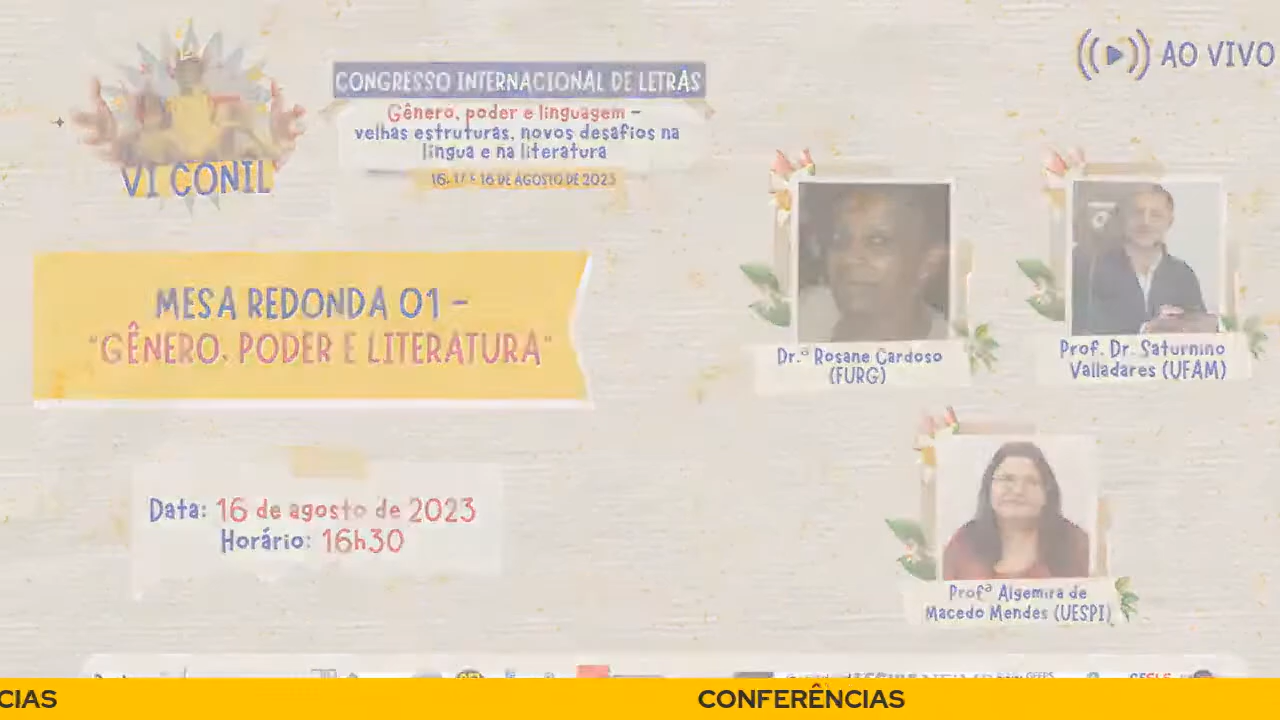 AO VIVO
CONGRESSO INTERNACIONAL DE LETRAS
Gênero, poder e linguagem –
velhas estruturas, novos desafios na
língua e na literatura
16, 17 E 18 DE AGOSTO DE 2023
VI CONIL
MESA REDONDA 01 –
"GÊNERO, PODER E LITERATURA"
Dr.ª Rosane Cardoso
(FURG)
Prof. Dr. Saturnino
Valladares (UFAM)
Data: 16 de agosto de 2023
Horário: 16h30
Profª Algemira de
Macedo Mendes (UESPI)
CIAS
CONFERÊNCIAS